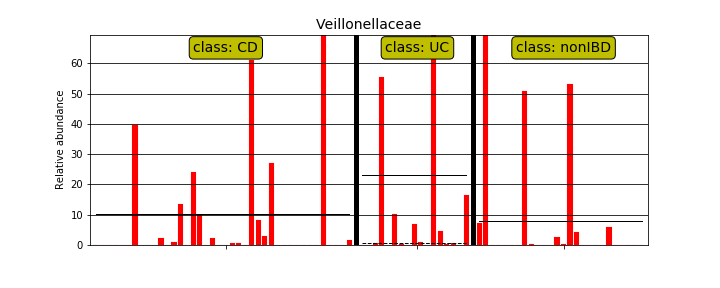 Veillonellaceae
class: CD
class: UC
class: nonIBD
Relative abundance
60
50
40
30
20
10
0